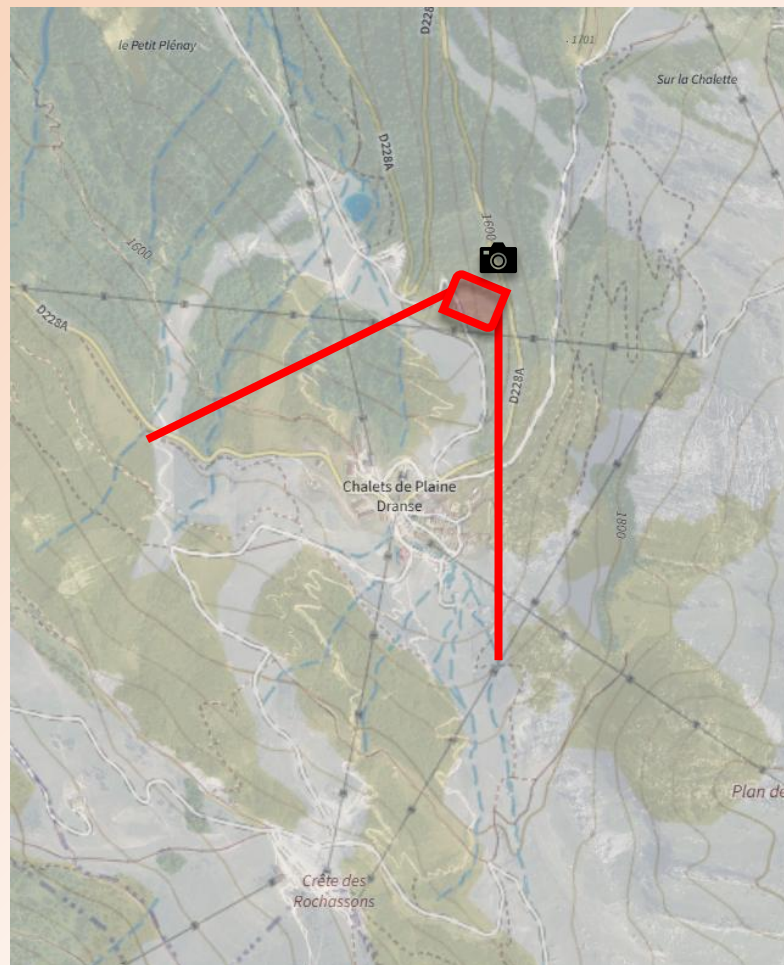 le Petit Plénay
D228
1701
Sur la Chalette
D228A
1600
1600
D228A
D228A
Chalets de Plaine
Dranse
1800
Plan de
Crête des
Rochassons